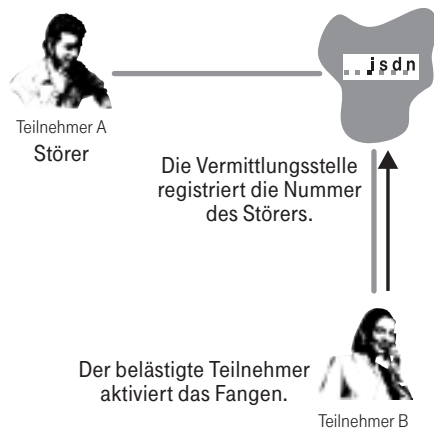 isdn
Teilnehmer A
Störer
Die Vermittlungsstelle
registriert die Nummer
des Störers.
Der belästigte Teilnehmer
aktiviert das Fangen.
Teilnehmer B